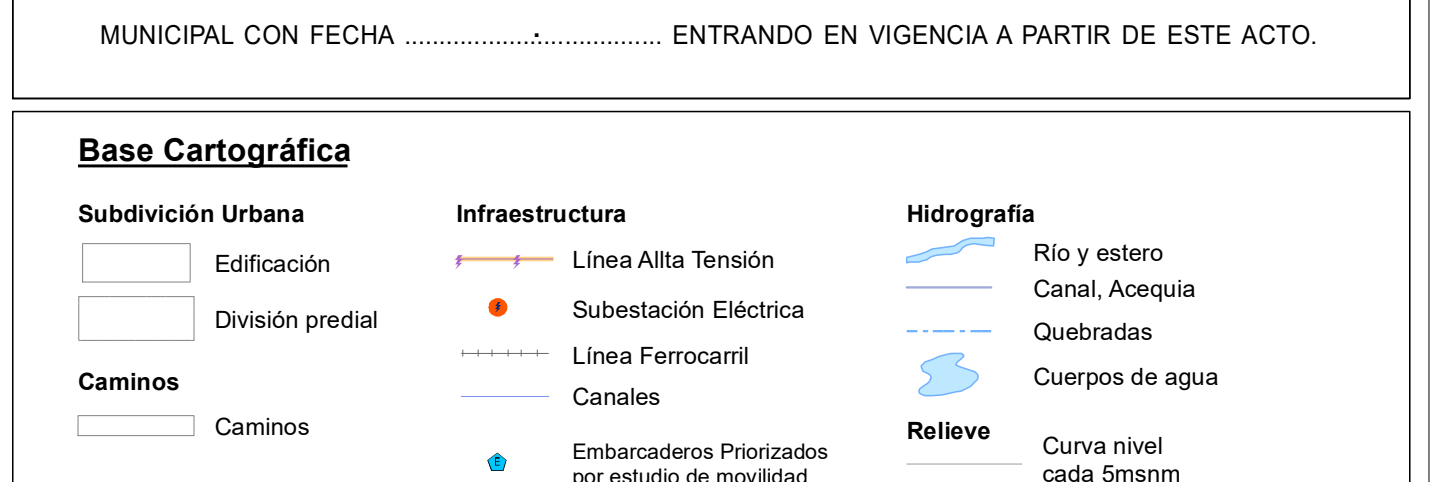 MUNICIPAL CON FECHA ...................:.................. ENTRANDO EN VIGENCIA A PARTIR DE ESTE ACTO.
Base Cartográfica
Subdivición Urbana
Edificación
División predial
Caminos
Caminos
Infraestructura
Línea Allta Tensión
Subestación Eléctrica
Línea Ferrocarril
Canales
E
Embarcaderos Priorizados
por estudio de movilidad
Hidrografía
Río y estero
Canal, Acequia
Quebradas
Cuerpos de agua
Relieve
Curva nivel
cada 5msnm